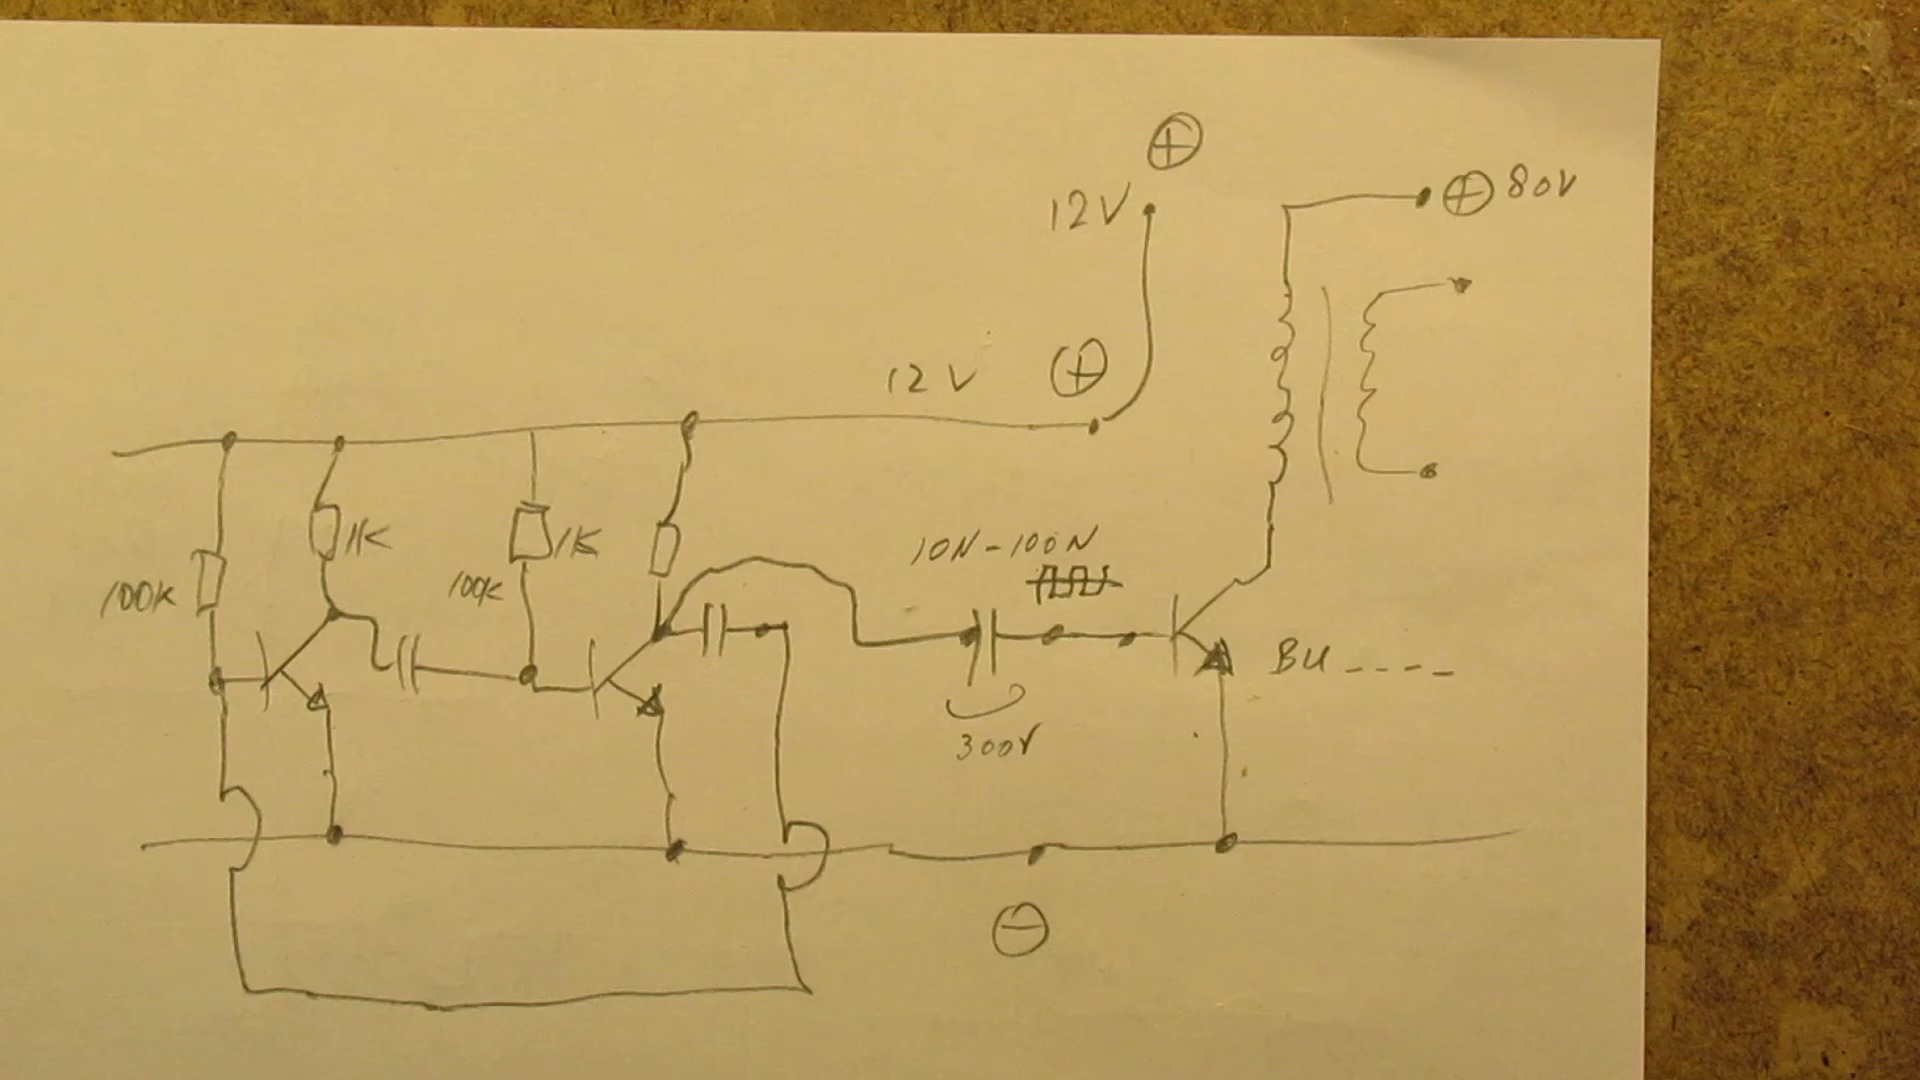 ⊕
12V
⊕ 80V
12V ⊕
1K
1K
10N-100N
100K
100K
BU----
300V
⊖